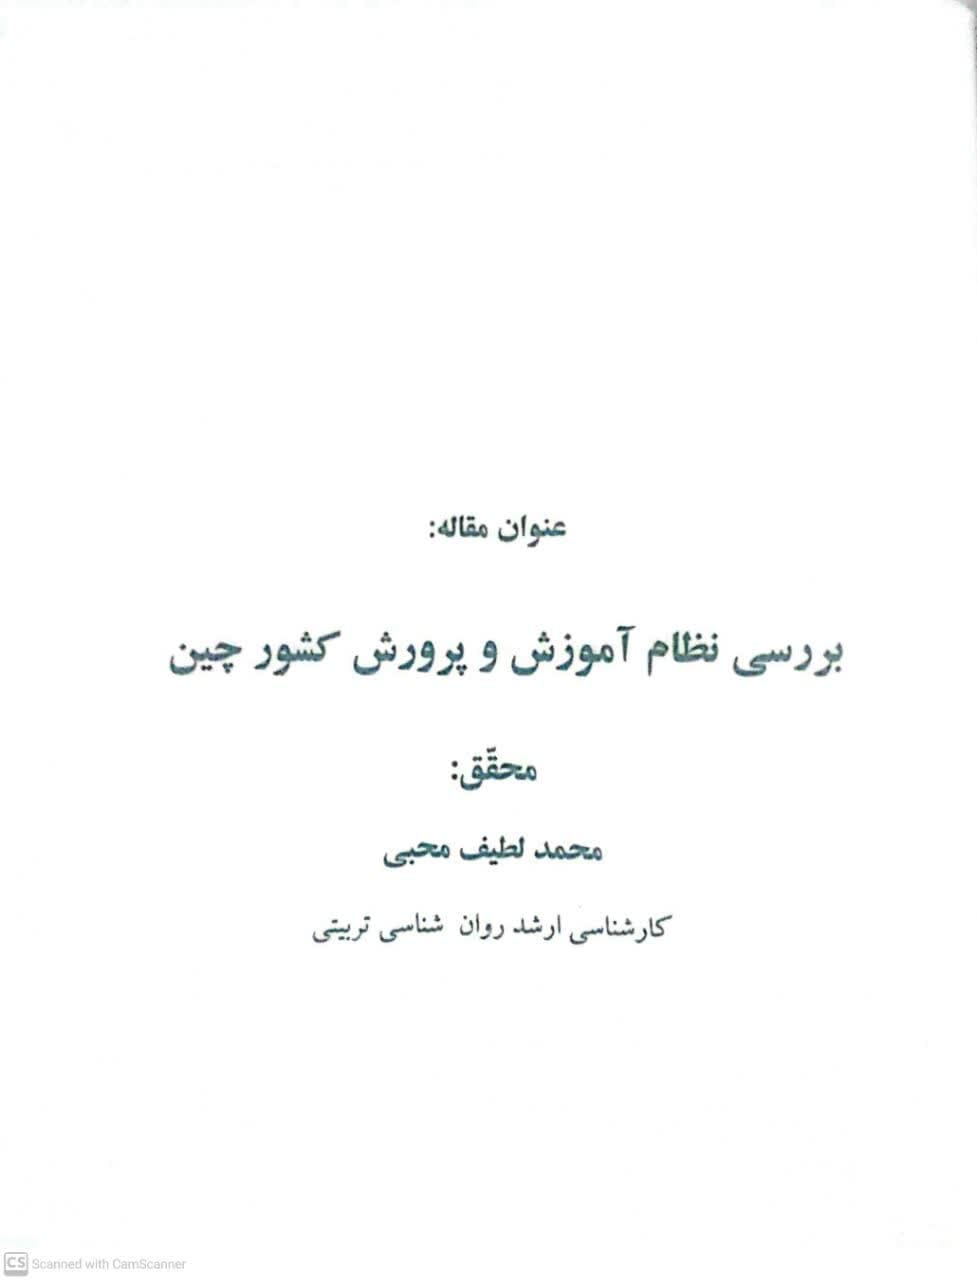 عنوان مقاله:
بررسی نظام آموزش و پرورش کشور چین
محقّق:
محمد لطیف محبی
کارشناسی ارشد روان شناسی تربیتی
CS Scanned with CamScanner